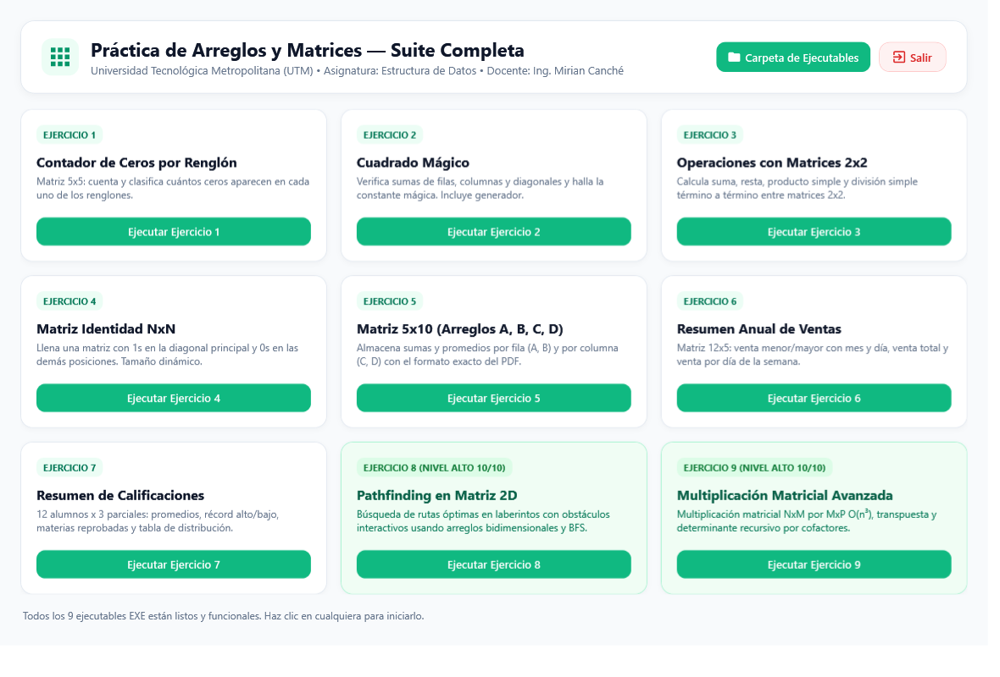 Práctica de Arreglos y Matrices — Suite Completa
Universidad Tecnológica Metropolitana (UTM) • Asignatura: Estructura de Datos • Docente: Ing. Mirian Canché
Carpeta de Ejecutables
Salir
EJERCICIO 1
Contador de Ceros por Renglón
Matriz 5x5: cuenta y clasifica cuántos ceros aparecen en cada
uno de los renglones.
Ejecutar Ejercicio 1
EJERCICIO 2
Cuadrado Mágico
Verifica sumas de filas, columnas y diagonales y halla la
constante mágica. Incluye generador.
Ejecutar Ejercicio 2
EJERCICIO 3
Operaciones con Matrices 2x2
Calcula suma, resta, producto simple y división simple
término a término entre matrices 2x2.
Ejecutar Ejercicio 3
EJERCICIO 4
Matriz Identidad NxN
Llena una matriz con 1s en la diagonal principal y 0s en las
demás posiciones. Tamaño dinámico.
Ejecutar Ejercicio 4
EJERCICIO 5
Matriz 5x10 (Arreglos A, B, C, D)
Almacena sumas y promedios por fila (A, B) y por columna
(C, D) con el formato exacto del PDF.
Ejecutar Ejercicio 5
EJERCICIO 6
Resumen Anual de Ventas
Matriz 12x5: venta menor/mayor con mes y día, venta total y
venta por día de la semana.
Ejecutar Ejercicio 6
EJERCICIO 7
Resumen de Calificaciones
12 alumnos x 3 parciales: promedios, récord alto/bajo,
materias reprobadas y tabla de distribución.
Ejecutar Ejercicio 7
EJERCICIO 8 (NIVEL ALTO 10/10)
Pathfinding en Matriz 2D
Búsqueda de rutas óptimas en laberintos con obstáculos
interactivos usando arreglos bidimensionales y BFS.
Ejecutar Ejercicio 8
EJERCICIO 9 (NIVEL ALTO 10/10)
Multiplicación Matricial Avanzada
Multiplicación matricial NxM por MxP O(n³), transpuesta y
determinante recursivo por cofactores.
Ejecutar Ejercicio 9
Todos los 9 ejecutables EXE están listos y funcionales. Haz clic en cualquiera para iniciarlo.